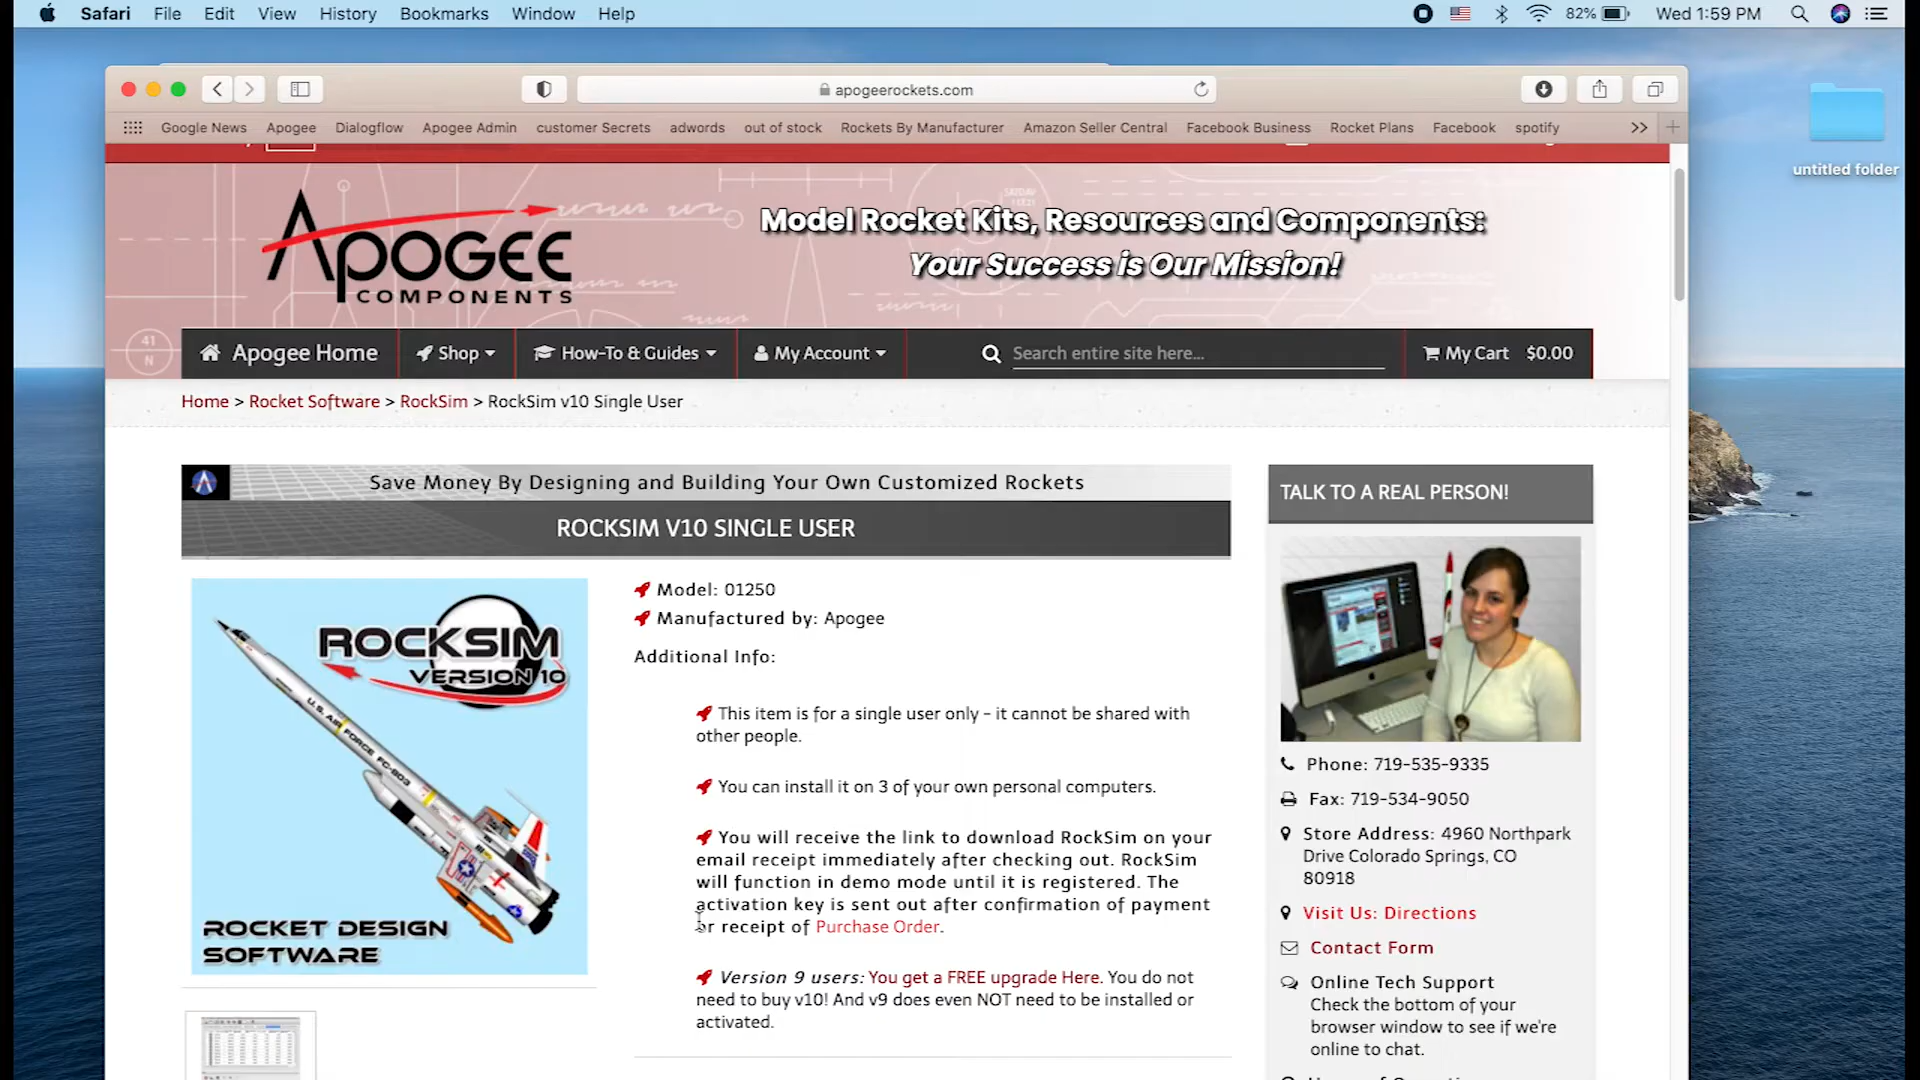 Safari File Edit View History Bookmarks Window Help 82% Wed 1:59 PM
apogeerockets.com
Google News Apogee Dialogflow Apogee Admin customer Secrets adwords out of stock Rockets By Manufacturer Amazon Seller Central Facebook Business Rocket Plans Facebook spotify >>
untitled folder
APOGEE
COMPONENTS
Model Rocket Kits, Resources and Components:
Your Success is Our Mission!
41
N
Apogee Home Shop How-To & Guides My Account Search entire site here... My Cart $0.00
Home > Rocket Software > RockSim > RockSim v10 Single User
Save Money By Designing and Building Your Own Customized Rockets
ROCKSIM V10 SINGLE USER
ROCKSIM
VERSION 10
U.S. AIR FORCE FC-803
ROCKET DESIGN
SOFTWARE
Model: 01250
Manufactured by: Apogee
Additional Info:
This item is for a single user only - it cannot be shared with
other people.
You can install it on 3 of your own personal computers.
You will receive the link to download RockSim on your
email receipt immediately after checking out. RockSim
will function in demo mode until it is registered. The
activation key is sent out after confirmation of payment
or receipt of Purchase Order.
Version 9 users: You get a FREE upgrade Here. You do not
need to buy v10! And v9 does even NOT need to be installed or
activated.
TALK TO A REAL PERSON!
Phone: 719-535-9335
Fax: 719-534-9050
Store Address: 4960 Northpark
Drive Colorado Springs, CO
80918
Visit Us: Directions
Contact Form
Online Tech Support
Check the bottom of your
browser window to see if we're
online to chat.